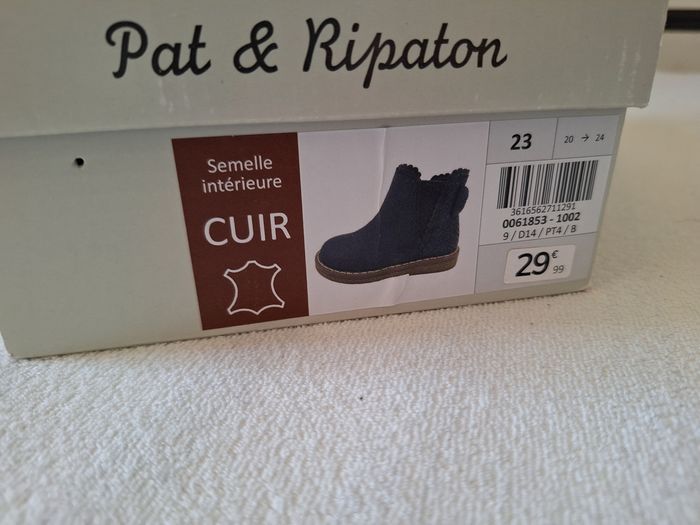 Pat & Ripaton
Semelle
intérieure
CUIR
23
20 → 24
3616562711291
0061853 - 1002
9 / D14 / PT4 / B
29€99